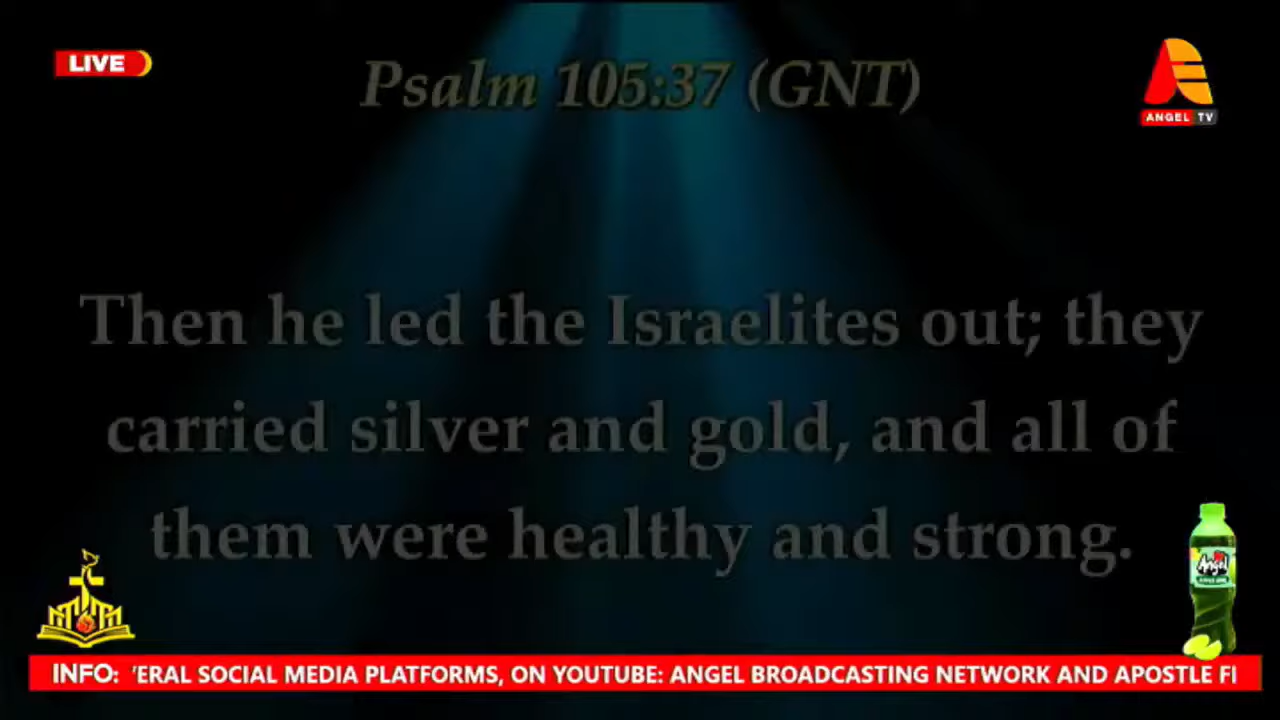 LIVE
Psalm 105:37 (GNT)
ANGEL TV
Then he led the Israelites out; they
carried silver and gold, and all of
them were healthy and strong.
Angel
INFO: 'ERAL SOCIAL MEDIA PLATFORMS, ON YOUTUBE: ANGEL BROADCASTING NETWORK AND APOSTLE FI